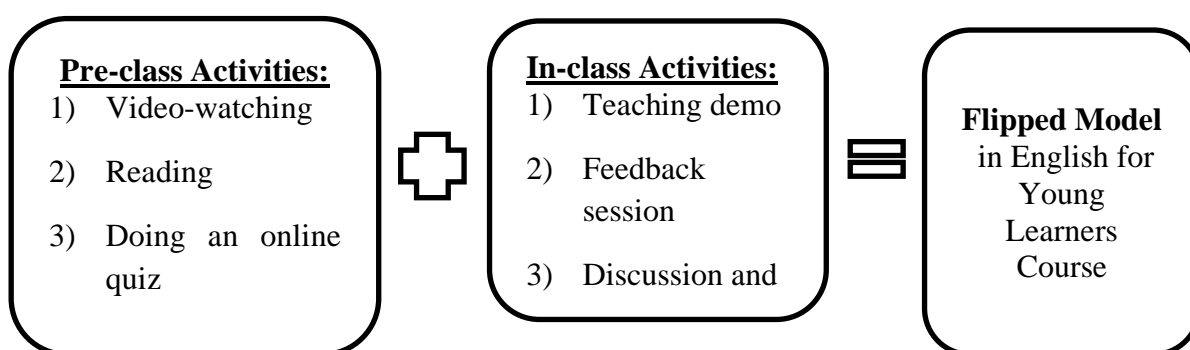 Pre-class Activities:
1) Video-watching
2) Reading
3) Doing an online
quiz
In-class Activities:
1) Teaching demo
2) Feedback
session
3) Discussion and
Flipped Model
in English for
Young
Learners
Course